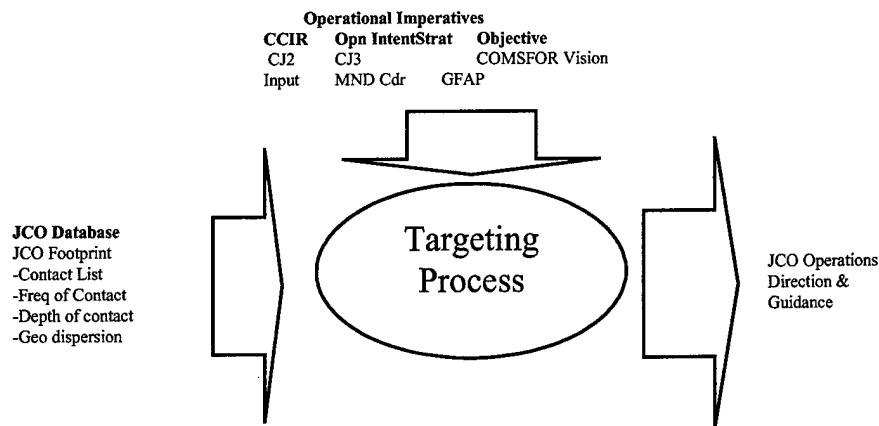 Operational Imperatives
CCIR Opn IntentStrat Objective
CJ2 CJ3 COMSFOR Vision
Input MND Cdr GFAP
JCO Database
JCO Footprint
-Contact List
-Freq of Contact
-Depth of contact
-Geo dispersion
Targeting
Process
JCO Operations
Direction &
Guidance